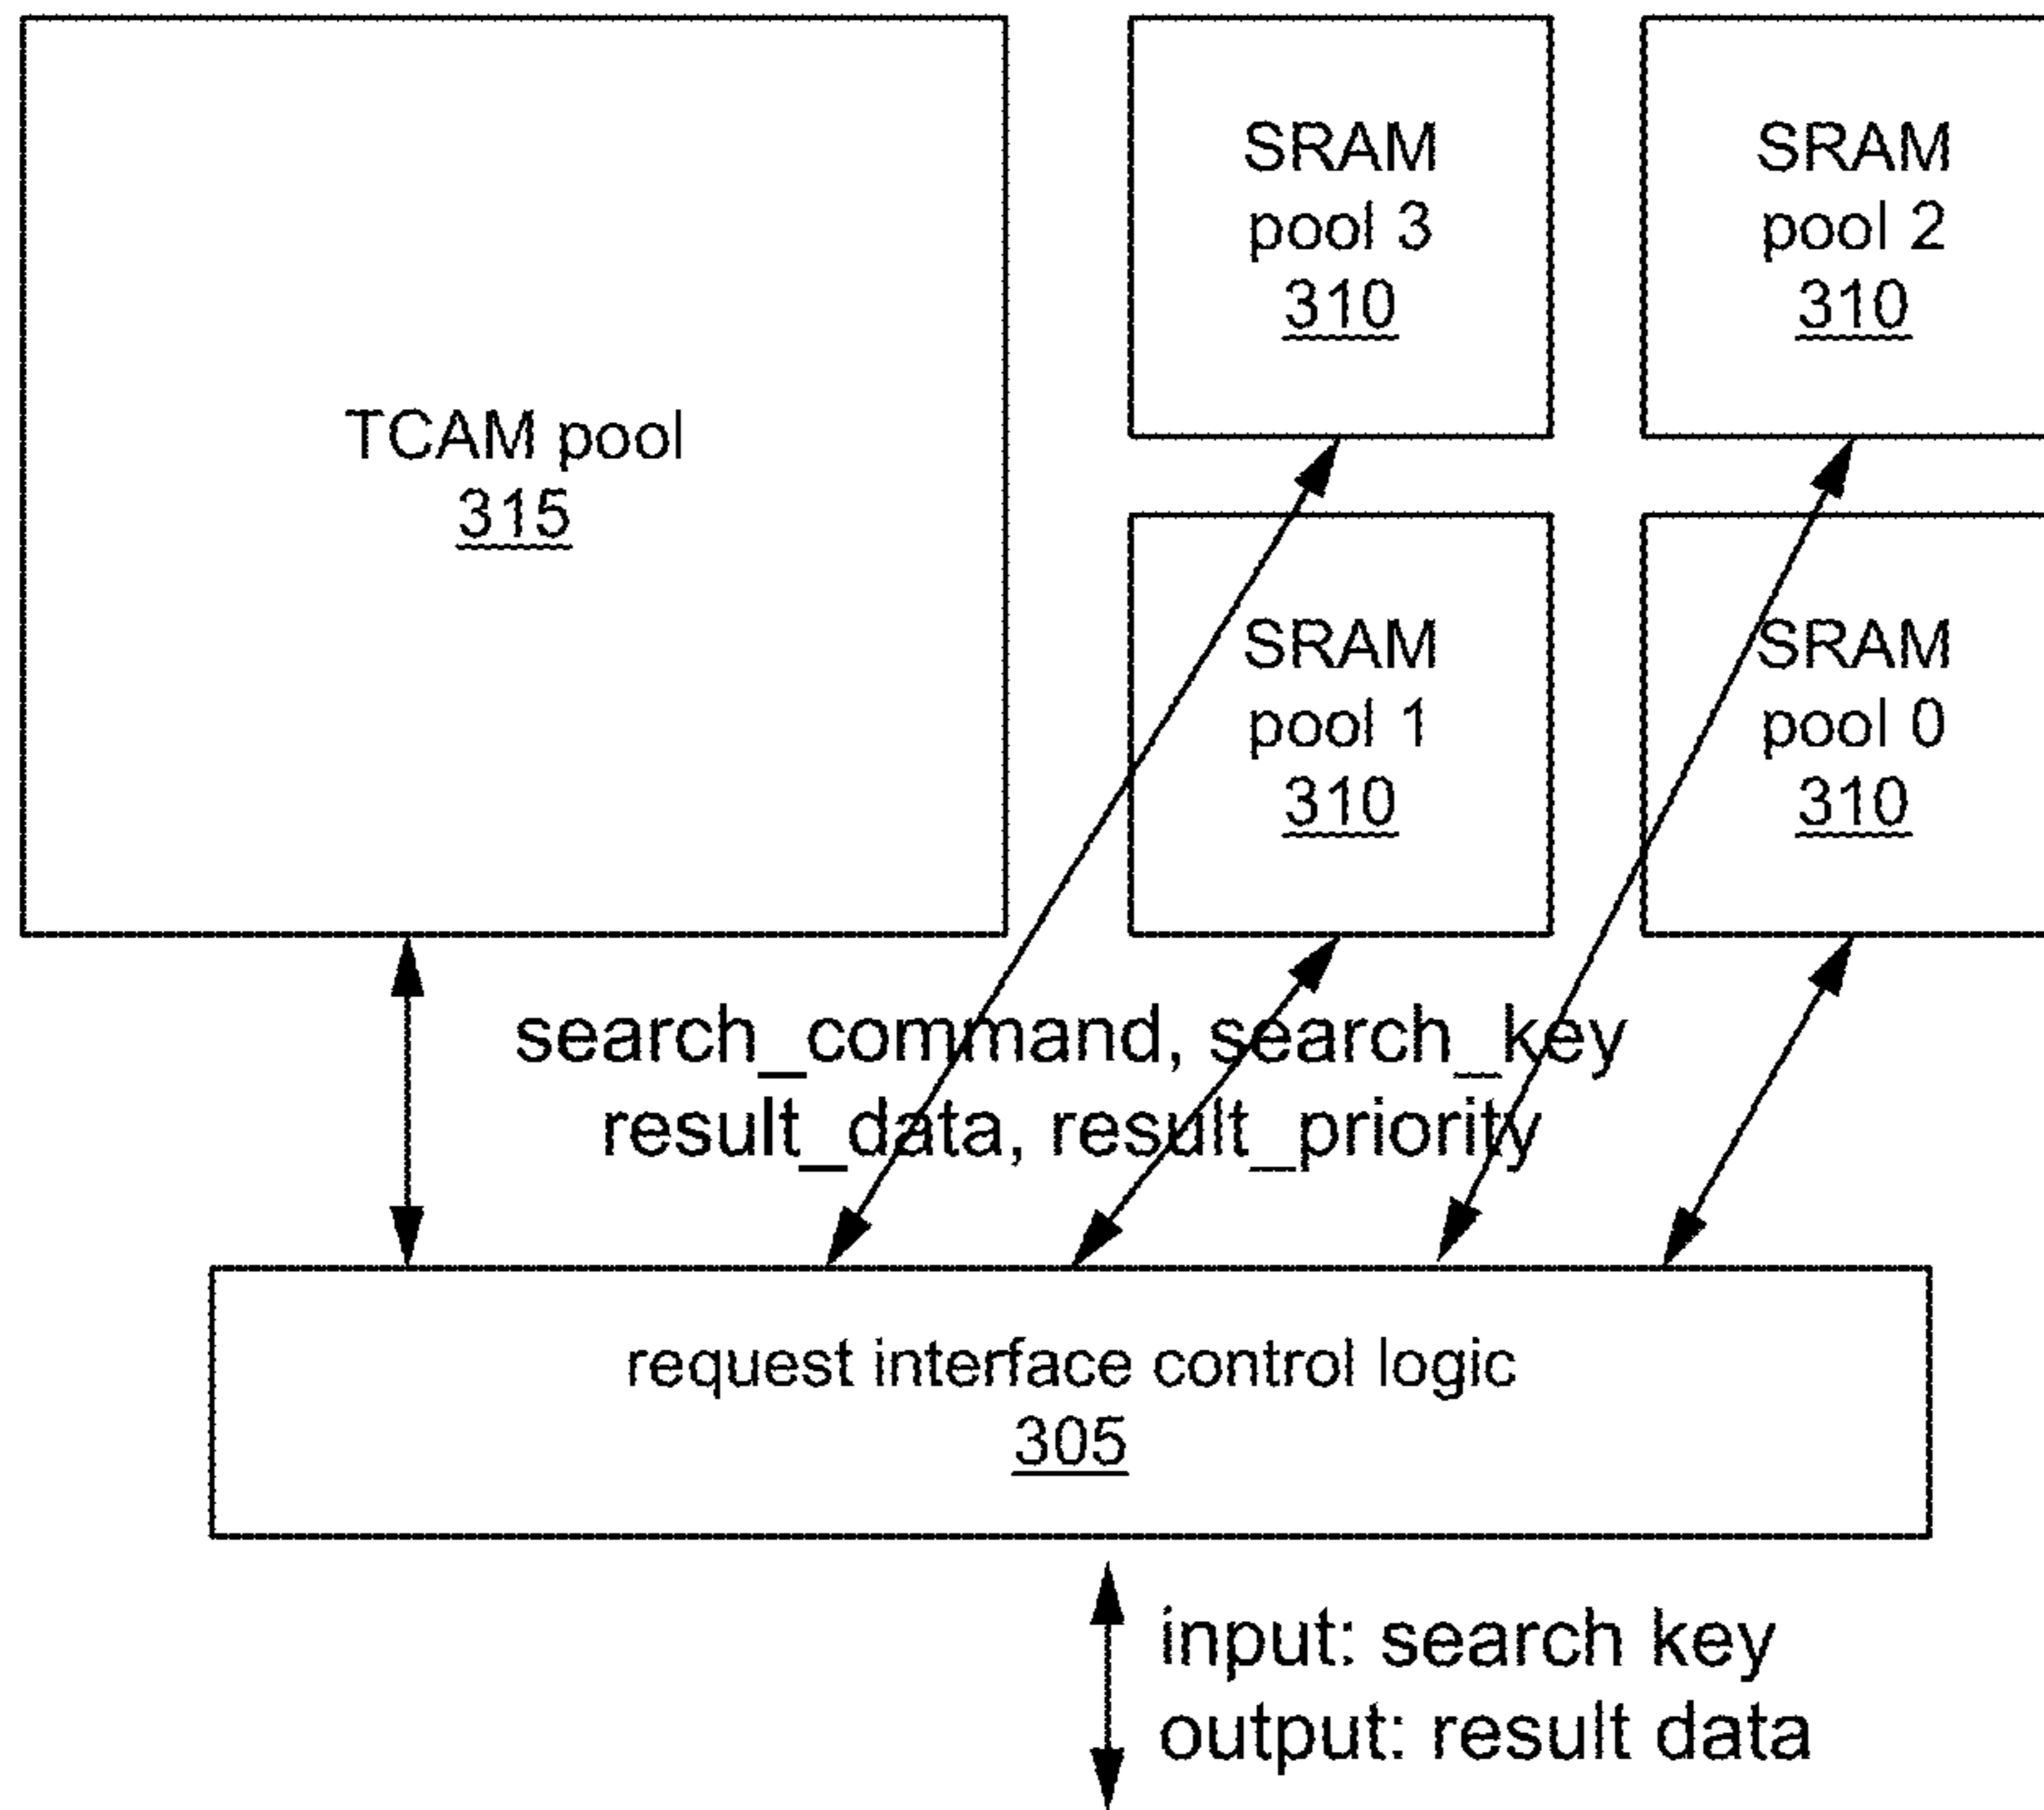 TCAM pool
315
SRAM
pool 3
310
SRAM
pool 2
310
SRAM
pool 1
310
SRAM
pool 0
310
search_command, search_key
result_data, result_priority
request interface control logic
305
input: search key
output: result data